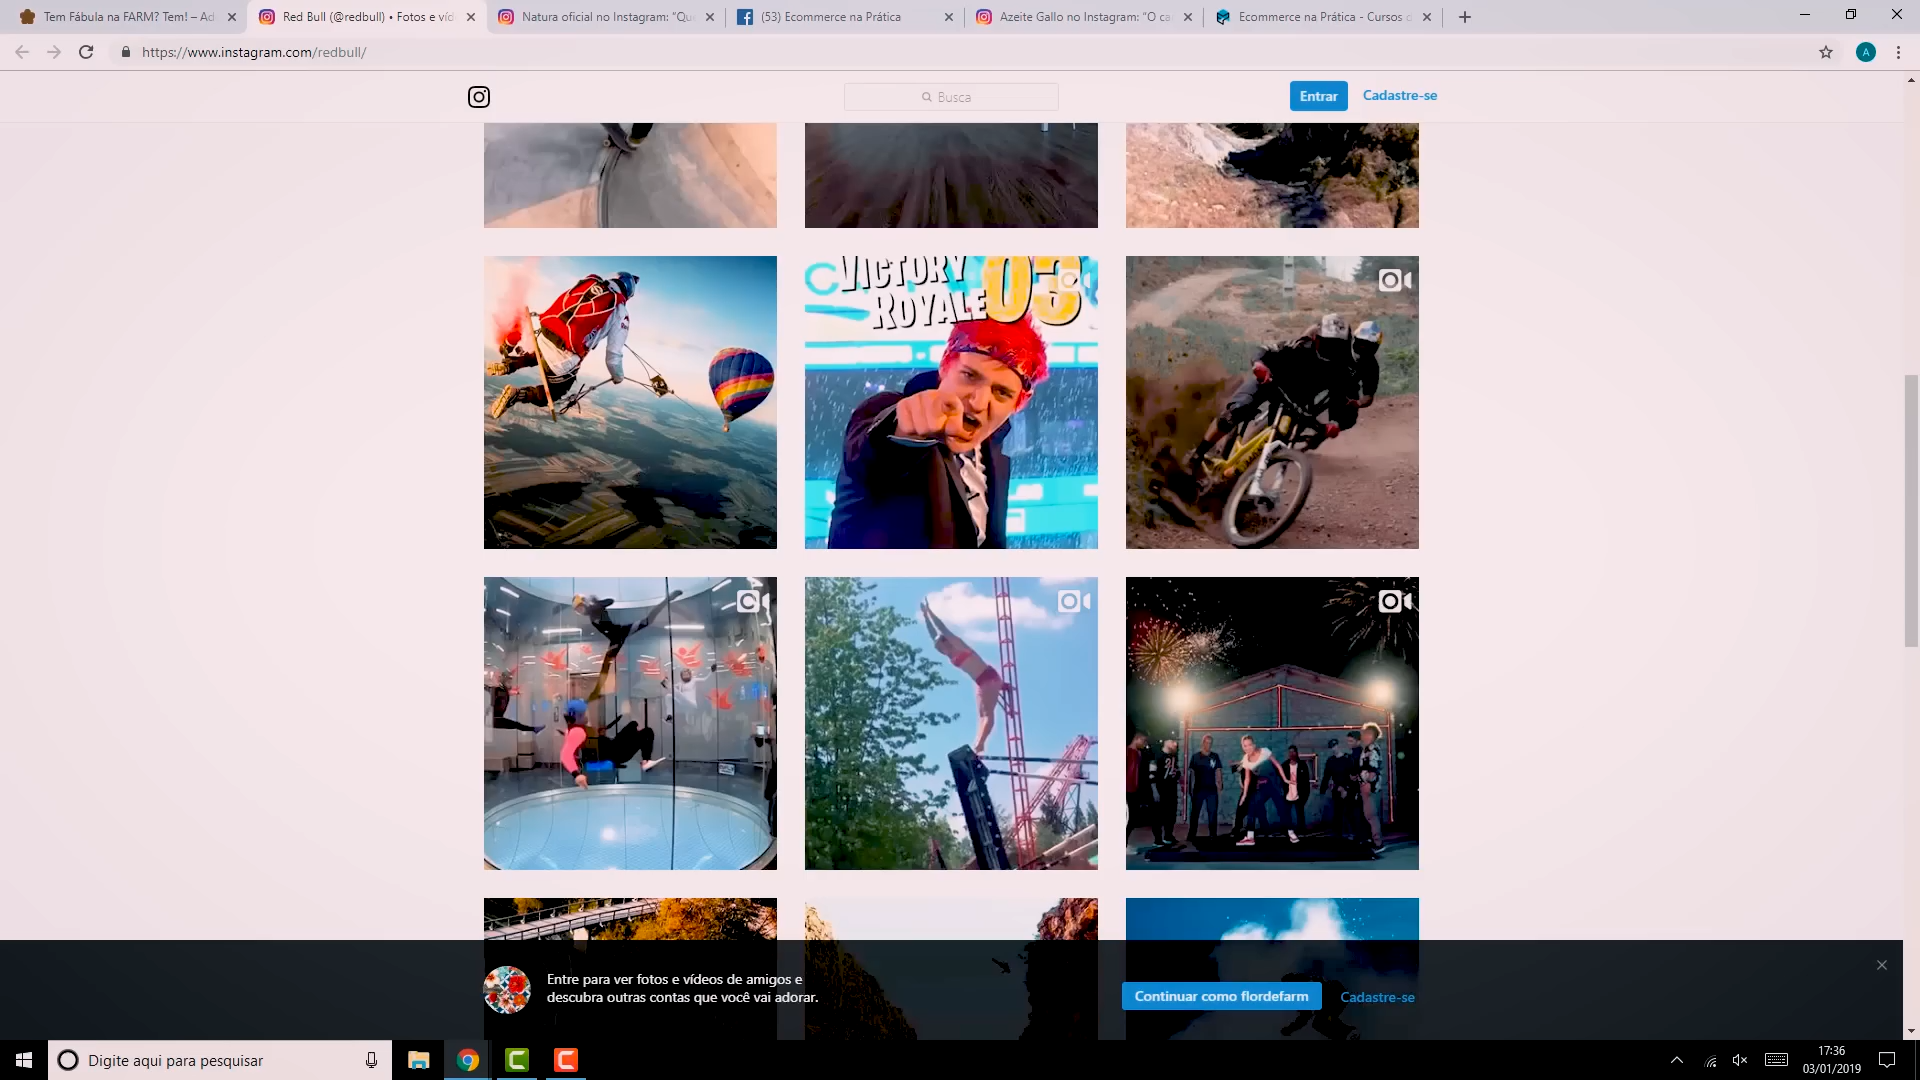 Tem Fábula na FARM? Tem! – Ad
Red Bull (@redbull) • Fotos e víd
Natura oficial no Instagram: "Que
(53) Ecommerce na Prática
Azeite Gallo no Instagram: "O ca
Ecommerce na Prática - Cursos d
https://www.instagram.com/redbull/
A
Busca
Entrar
Cadastre-se
VICTORY
ROYALE 03
Entre para ver fotos e vídeos de amigos e
descubra outras contas que você vai adorar.
Continuar como flordefarm
Cadastre-se
Digite aqui para pesquisar
17:36
03/01/2019